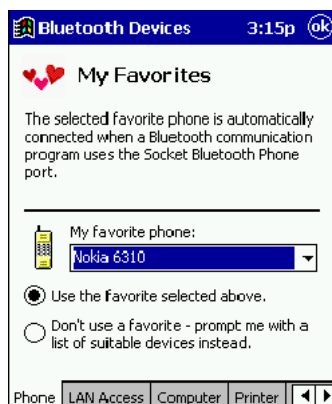 Bluetooth Devices 3:15p ok
My Favorites
The selected favorite phone is automatically
connected when a Bluetooth communication
program uses the Socket Bluetooth Phone
port.
My favorite phone:
Nokia 6310
Use the favorite selected above.
Don't use a favorite - prompt me with a
list of suitable devices instead.
Phone LAN Access Computer Printer